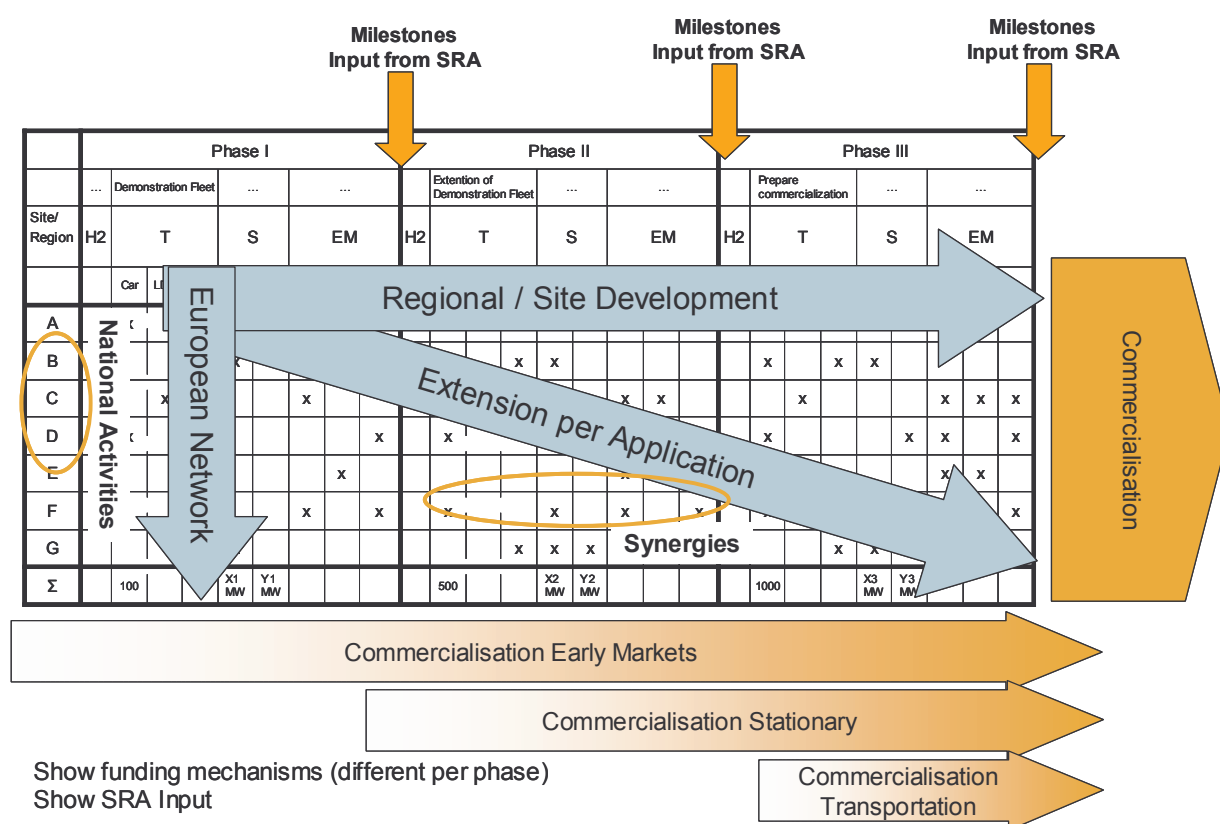 Milestones
Input from SRA
Milestones
Input from SRA
Milestones
Input from SRA
Phase I Phase II Phase III
... Demonstration Fleet ... ... Extention of Demonstration Fleet ... ... Prepare commercialization ... ...
Site/
Region H2 T S EM H2 T S EM H2 T S EM
Car
Regional / Site Development
European Network
Extension per Application
National Activities
Commercialisation
A
B x x x x x
C x x x x x x x x
D x x x x x x
E x x x
F x x x x x x x
G x x x x Synergies
Σ 100 X1 MW Y1 MW 500 X2 MW Y2 MW 1000 X3 MW Y3 MW
Commercialisation Early Markets
Commercialisation Stationary
Commercialisation
Transportation
Show funding mechanisms (different per phase)
Show SRA Input